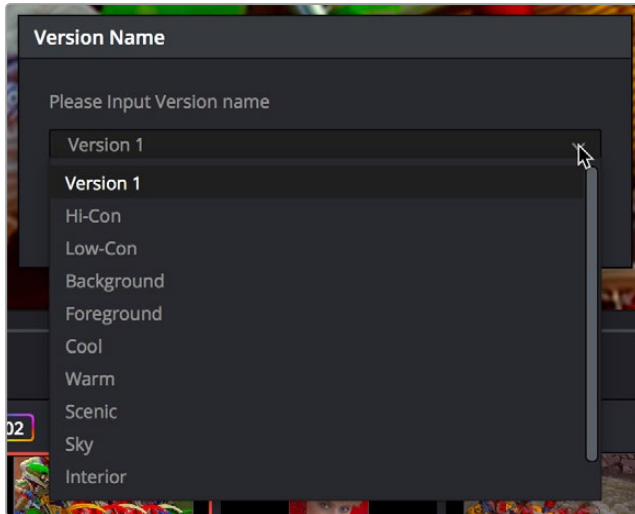 Version Name
Please Input Version name
Version 1
Version 1
Hi-Con
Low-Con
Background
Foreground
Cool
Warm
Scenic
02
Sky
Interior